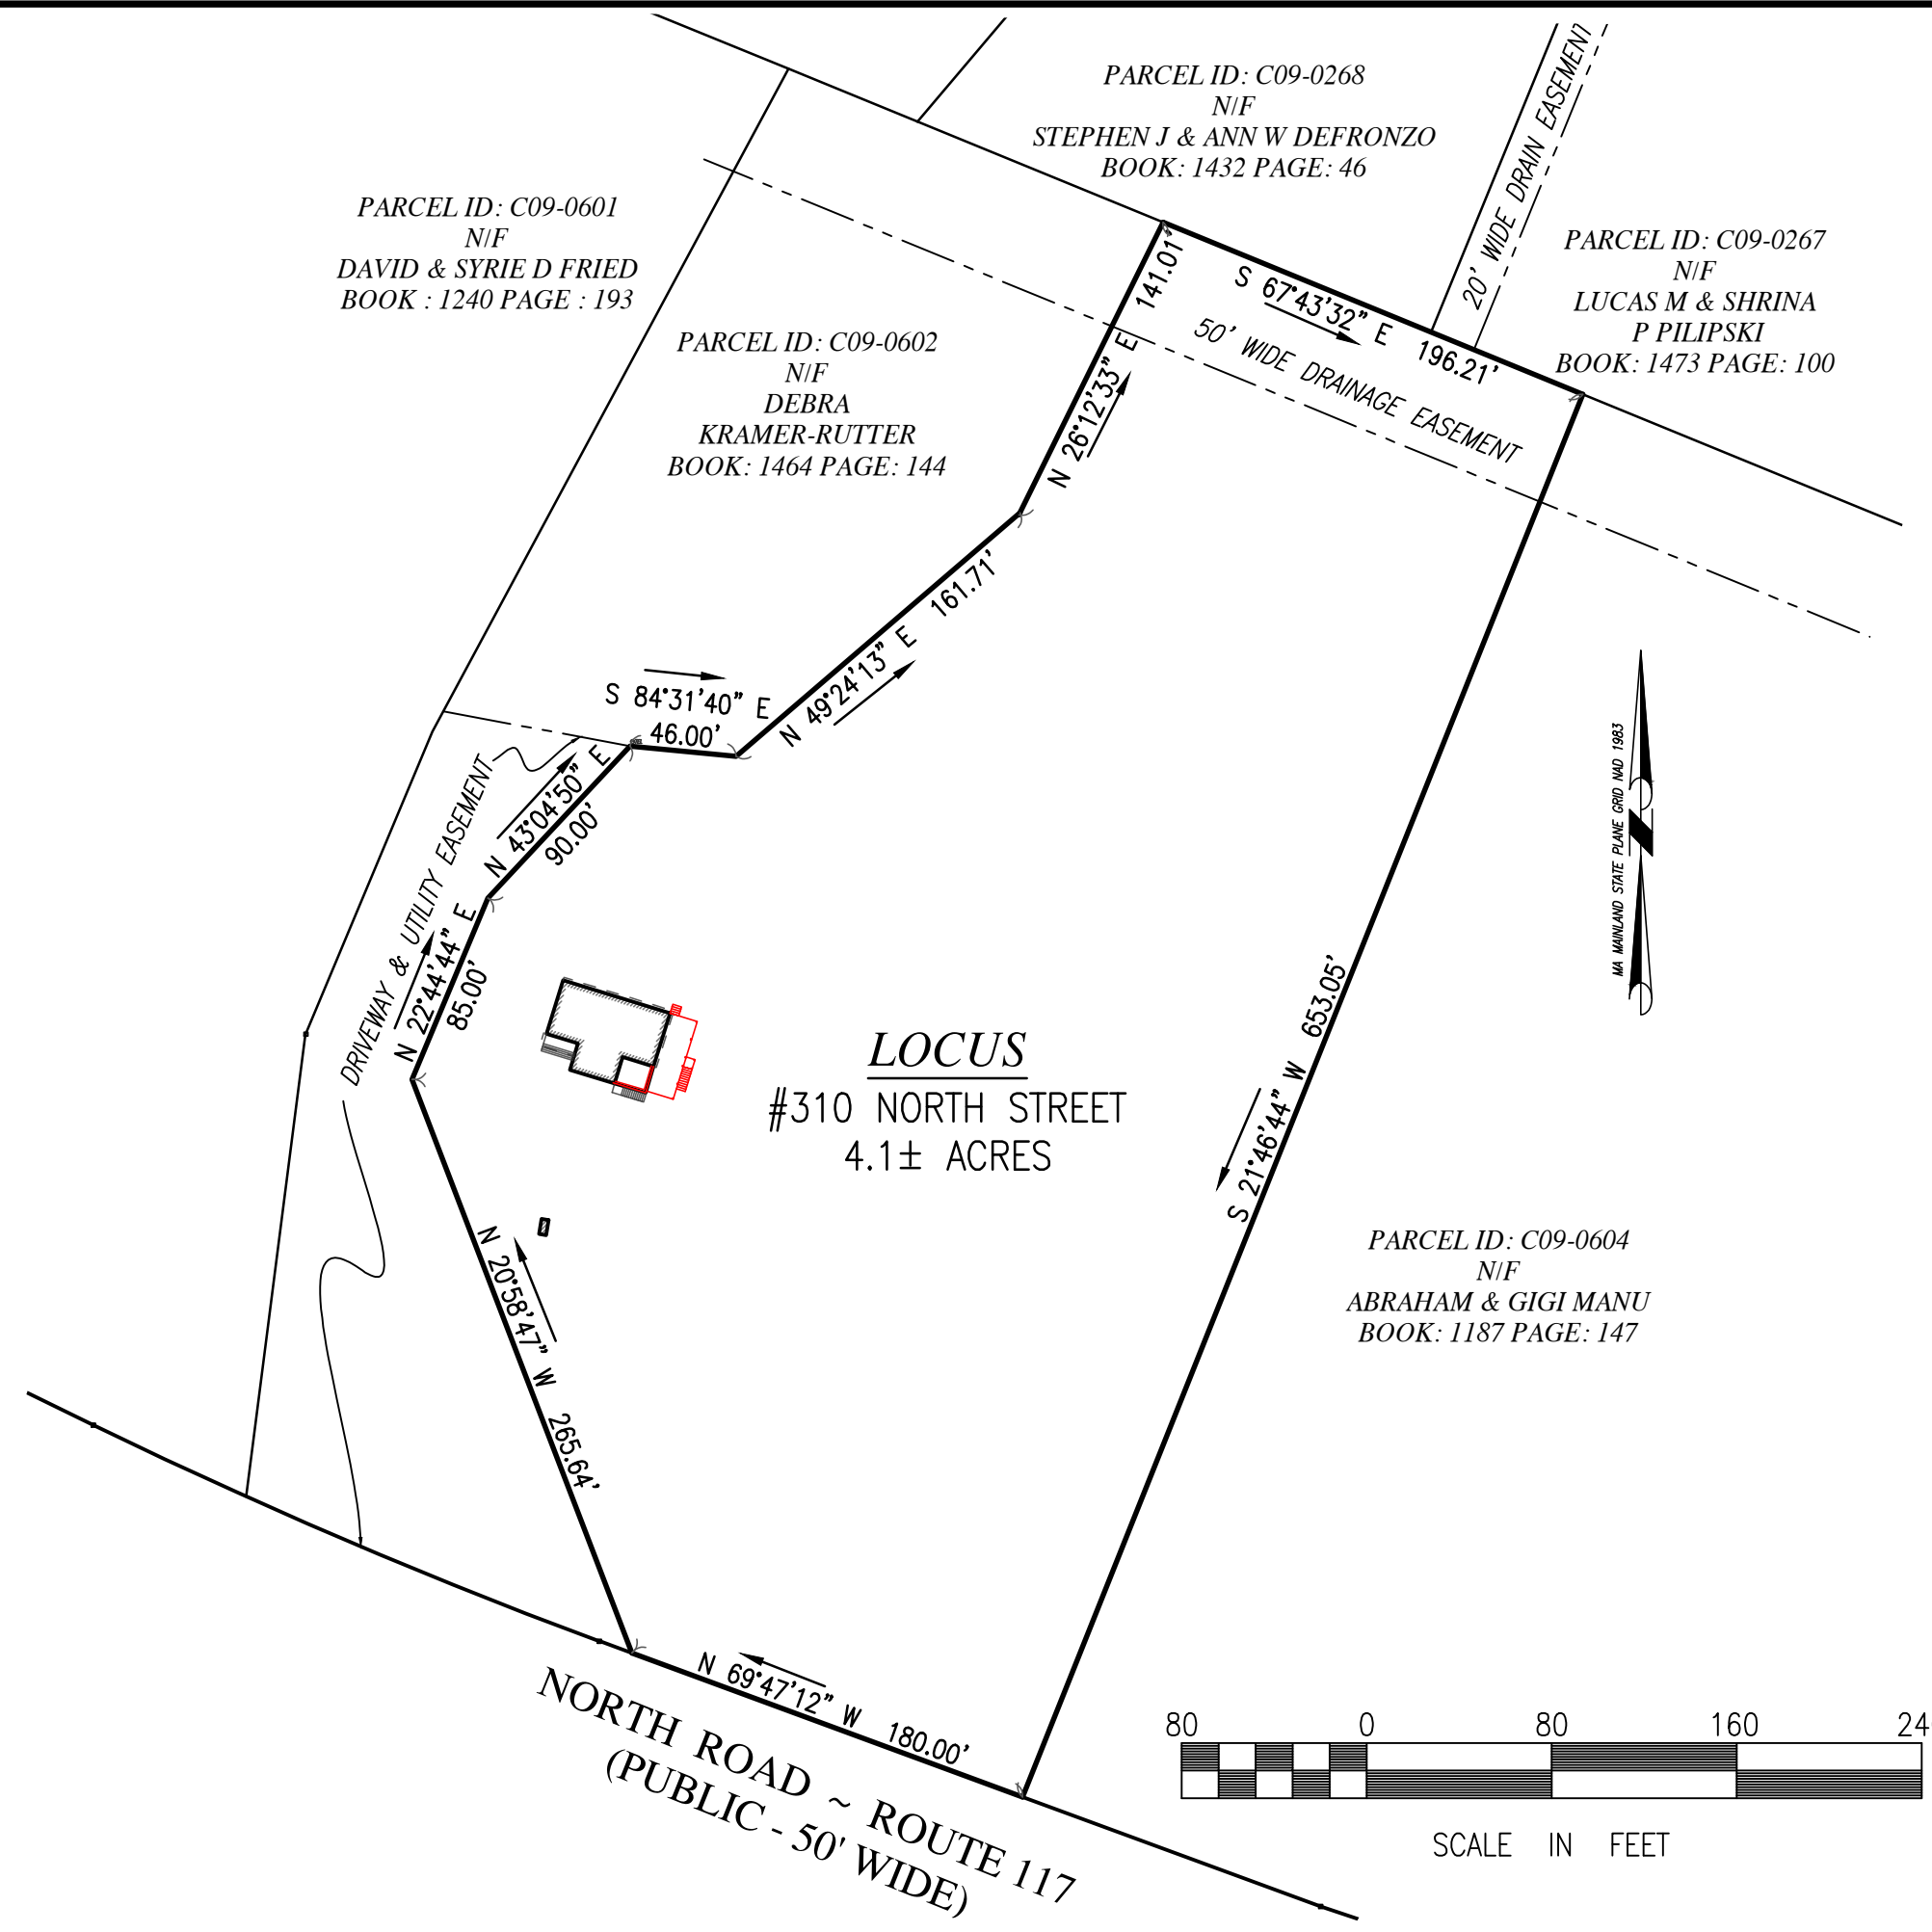 PARCEL ID: C09-0268
N/F
STEPHEN J & ANN W DEFRONZO
BOOK: 1432 PAGE: 46
20' WIDE DRAIN EASEMENT
PARCEL ID: C09-0601
N/F
DAVID & SYRIE D FRIED
BOOK : 1240 PAGE : 193
PARCEL ID: C09-0267
N/F
LUCAS M & SHRINA
P PILIPSKI
BOOK: 1473 PAGE: 100
PARCEL ID: C09-0602
N/F
DEBRA
KRAMER-RUTTER
BOOK: 1464 PAGE: 144
N 26°12'33" E 141.01'
S 67°43'32" E 196.21'
50' WIDE DRAINAGE EASEMENT
N 49°24'13" E 161.71'
S 84°31'40" E
46.00'
N 43°04'50" E
90.00'
DRIVEWAY & UTILITY EASEMENT
N 22°44'44" E
85.00'
MA MAINLAND STATE PLANE GRID NAD 1983
N
LOCUS
#310 NORTH STREET
4.1± ACRES
S 21°46'44" W 653.05'
PARCEL ID: C09-0604
N/F
ABRAHAM & GIGI MANU
BOOK: 1187 PAGE: 147
N 20°58'47" W 265.64'
N 69°47'12" W 180.00'
NORTH ROAD ~ ROUTE 117
(PUBLIC - 50' WIDE)
80 0 80 160 24
SCALE IN FEET